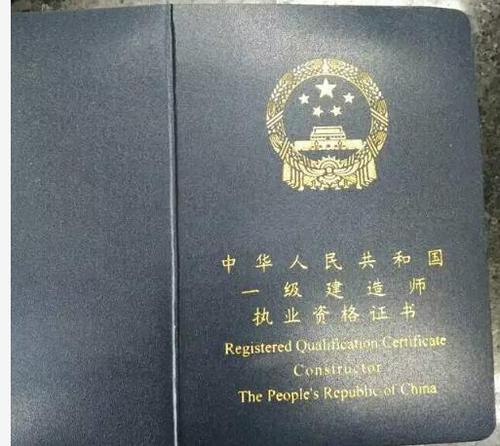 中华人民共和国
一级建造师
执业资格证书
Registered Qualification Certificate
Constructor
The People's Republic of China